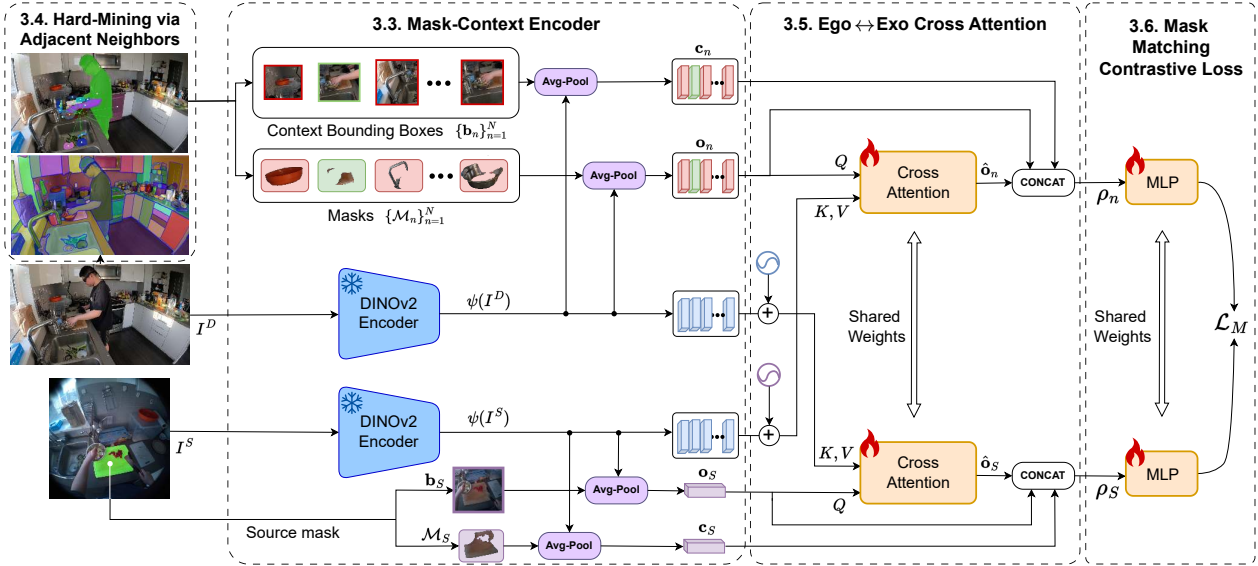 3.4. Hard-Mining via
Adjacent Neighbors
3.3. Mask-Context Encoder
3.5. Ego↔Exo Cross Attention
3.6. Mask
Matching
Contrastive Loss
Context Bounding Boxes {b_n}_{n=1}^N
Avg-Pool
c_n
Masks {M_n}_{n=1}^N
Avg-Pool
o_n
Q
K, V
Cross
Attention
ô_n
CONCAT
ρ_n
MLP
I^D
DINOv2
Encoder
ψ(I^D)
Shared
Weights
Shared
Weights
L_M
I^S
DINOv2
Encoder
ψ(I^S)
K, V
Q
Cross
Attention
ô_S
CONCAT
ρ_S
MLP
b_S
Avg-Pool
o_S
Source mask
M_S
Avg-Pool
c_S